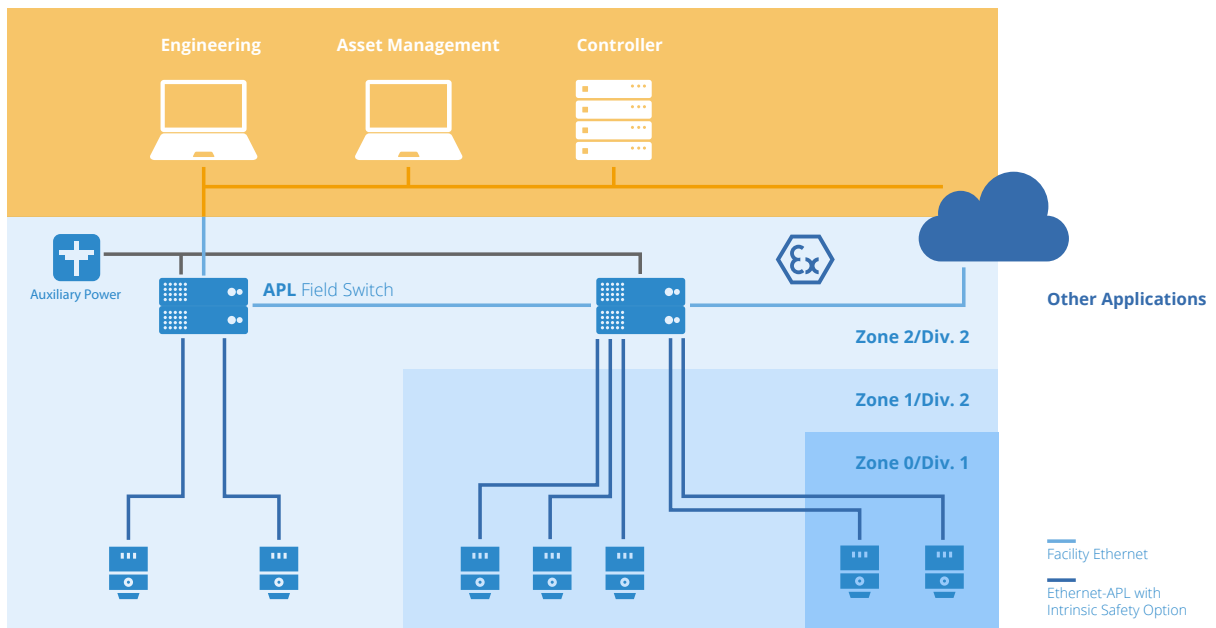 Engineering
Asset Management
Controller
Auxiliary Power
APL Field Switch
Ex
Other Applications
Zone 2/Div. 2
Zone 1/Div. 2
Zone 0/Div. 1
Facility Ethernet
Ethernet-APL with
Intrinsic Safety Option